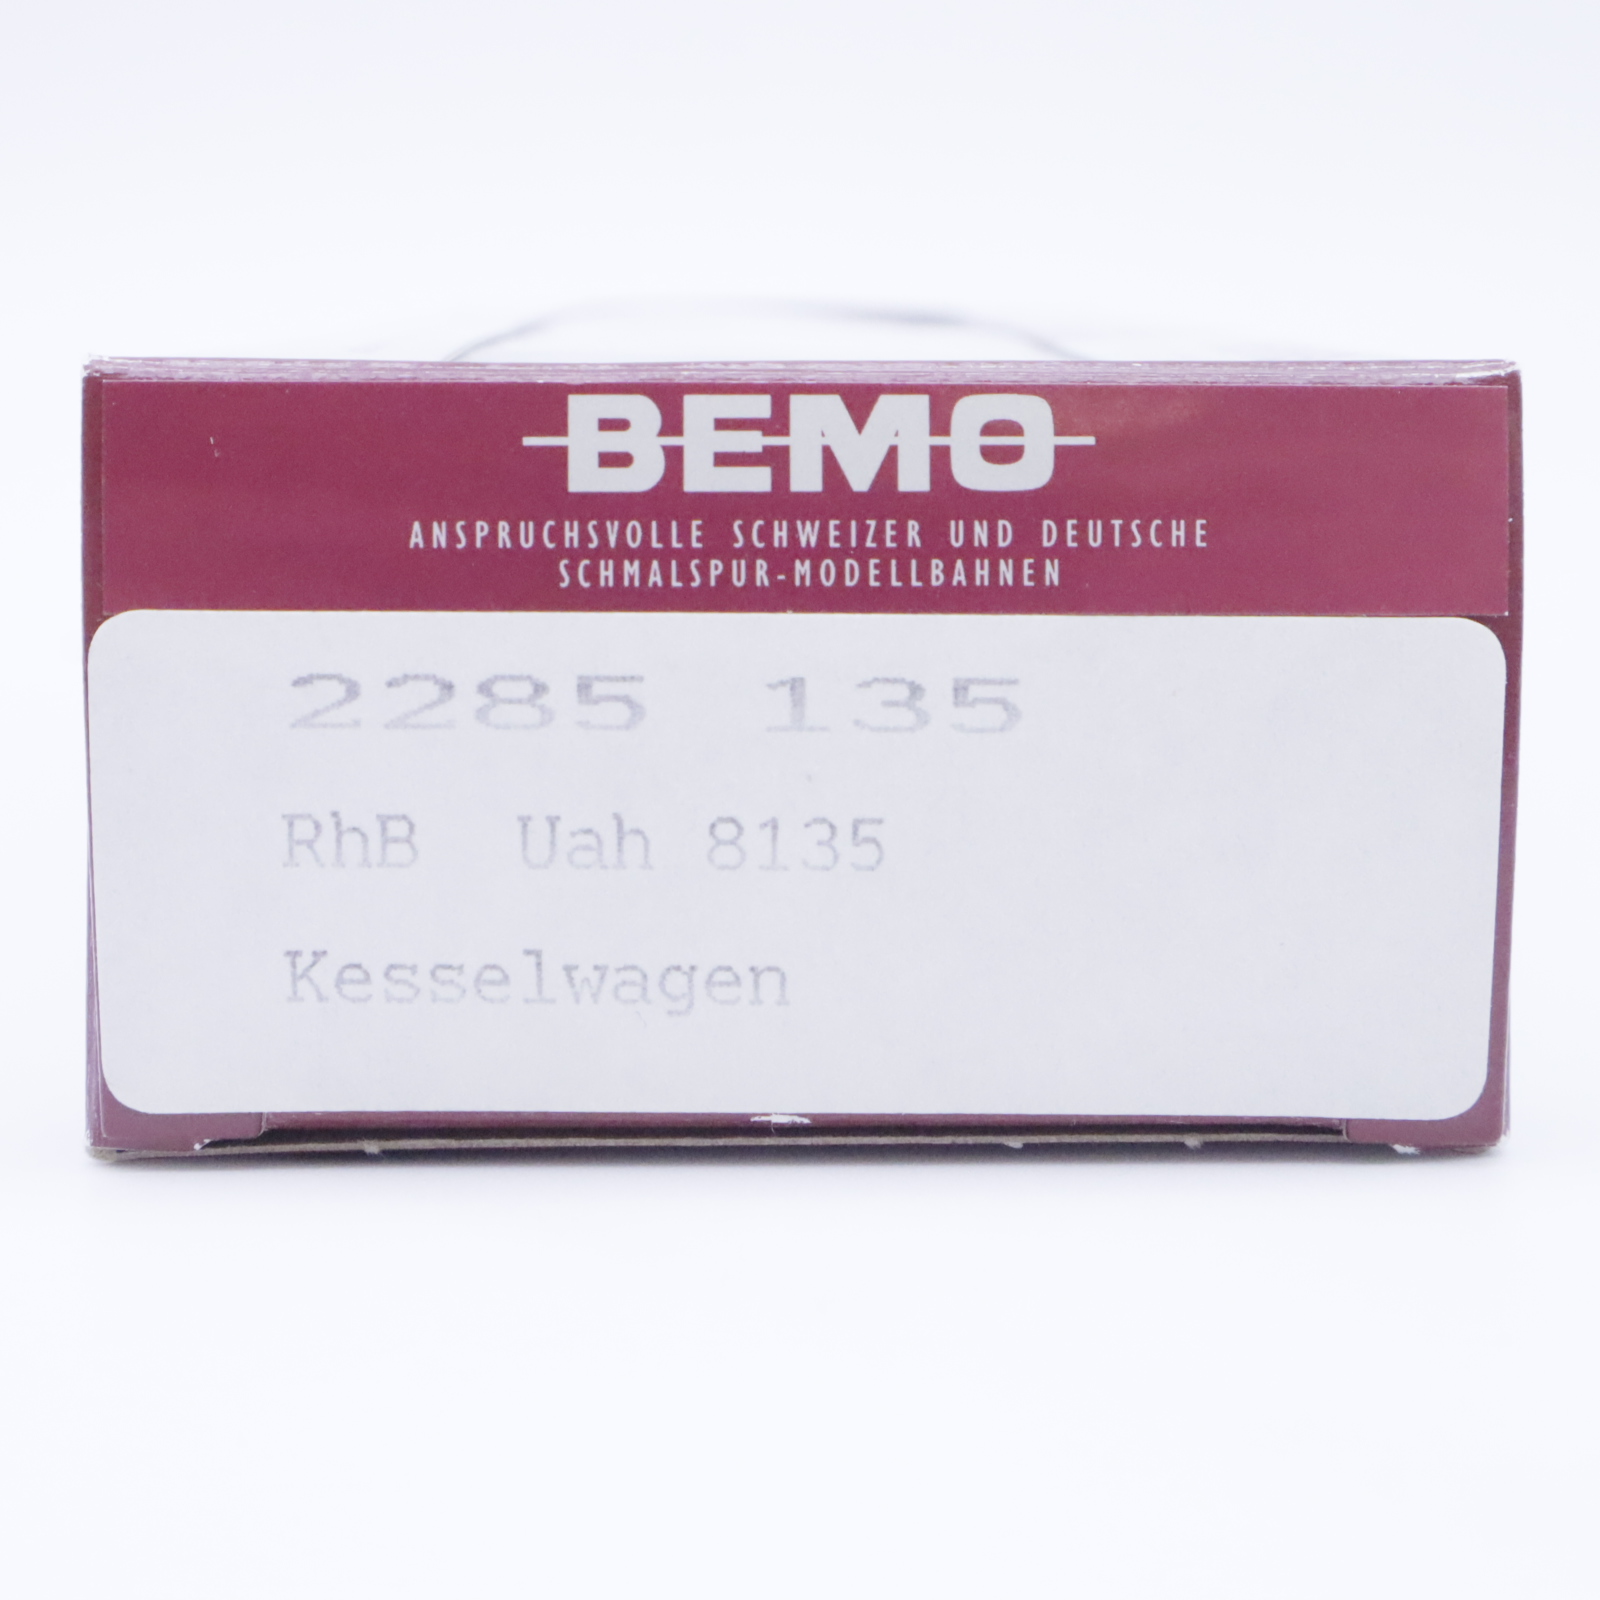 BEMO
ANSPRUCHSVOLLE SCHWEIZER UND DEUTSCHE
SCHMALSPUR-MODELLBAHNEN
2285 135
RhB Uah 8135
Kesselwagen